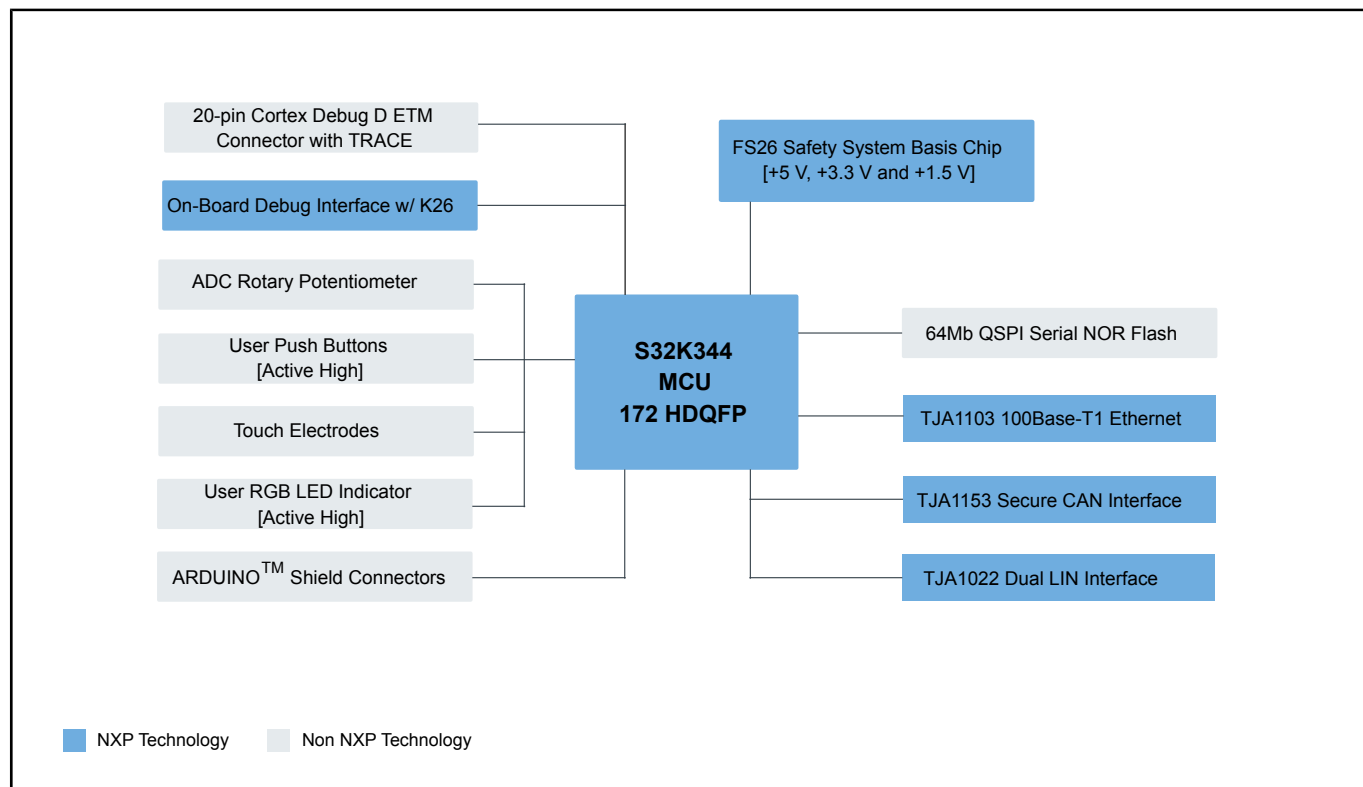 20-pin Cortex Debug D ETM
Connector with TRACE
On-Board Debug Interface w/ K26
ADC Rotary Potentiometer
User Push Buttons
[Active High]
Touch Electrodes
User RGB LED Indicator
[Active High]
ARDUINO™ Shield Connectors
S32K344
MCU
172 HDQFP
FS26 Safety System Basis Chip
[+5 V, +3.3 V and +1.5 V]
64Mb QSPI Serial NOR Flash
TJA1103 100Base-T1 Ethernet
TJA1153 Secure CAN Interface
TJA1022 Dual LIN Interface
NXP Technology
Non NXP Technology